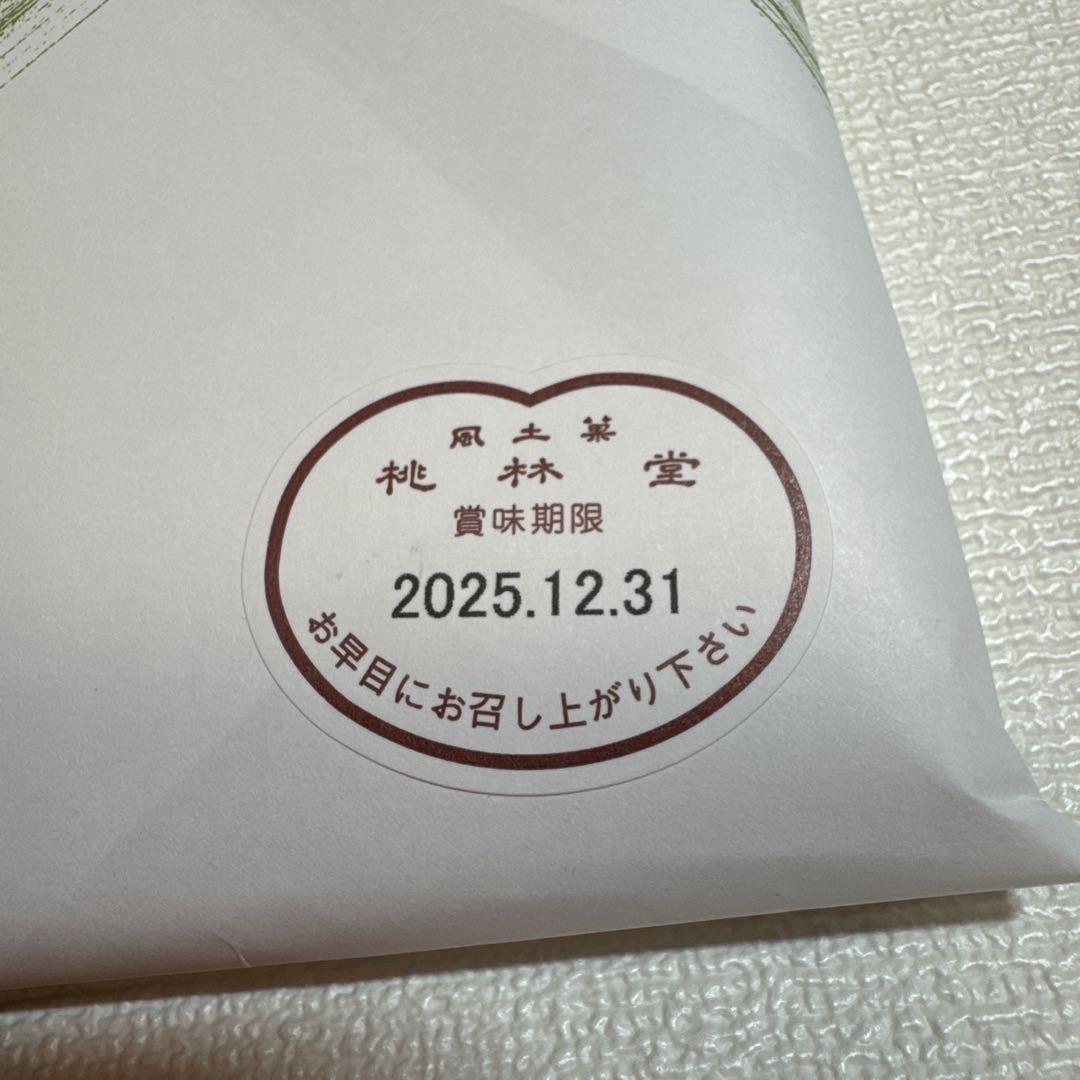 風土菓
桃林堂
賞味期限
2025.12.31
お早目にお召し上がり下さい